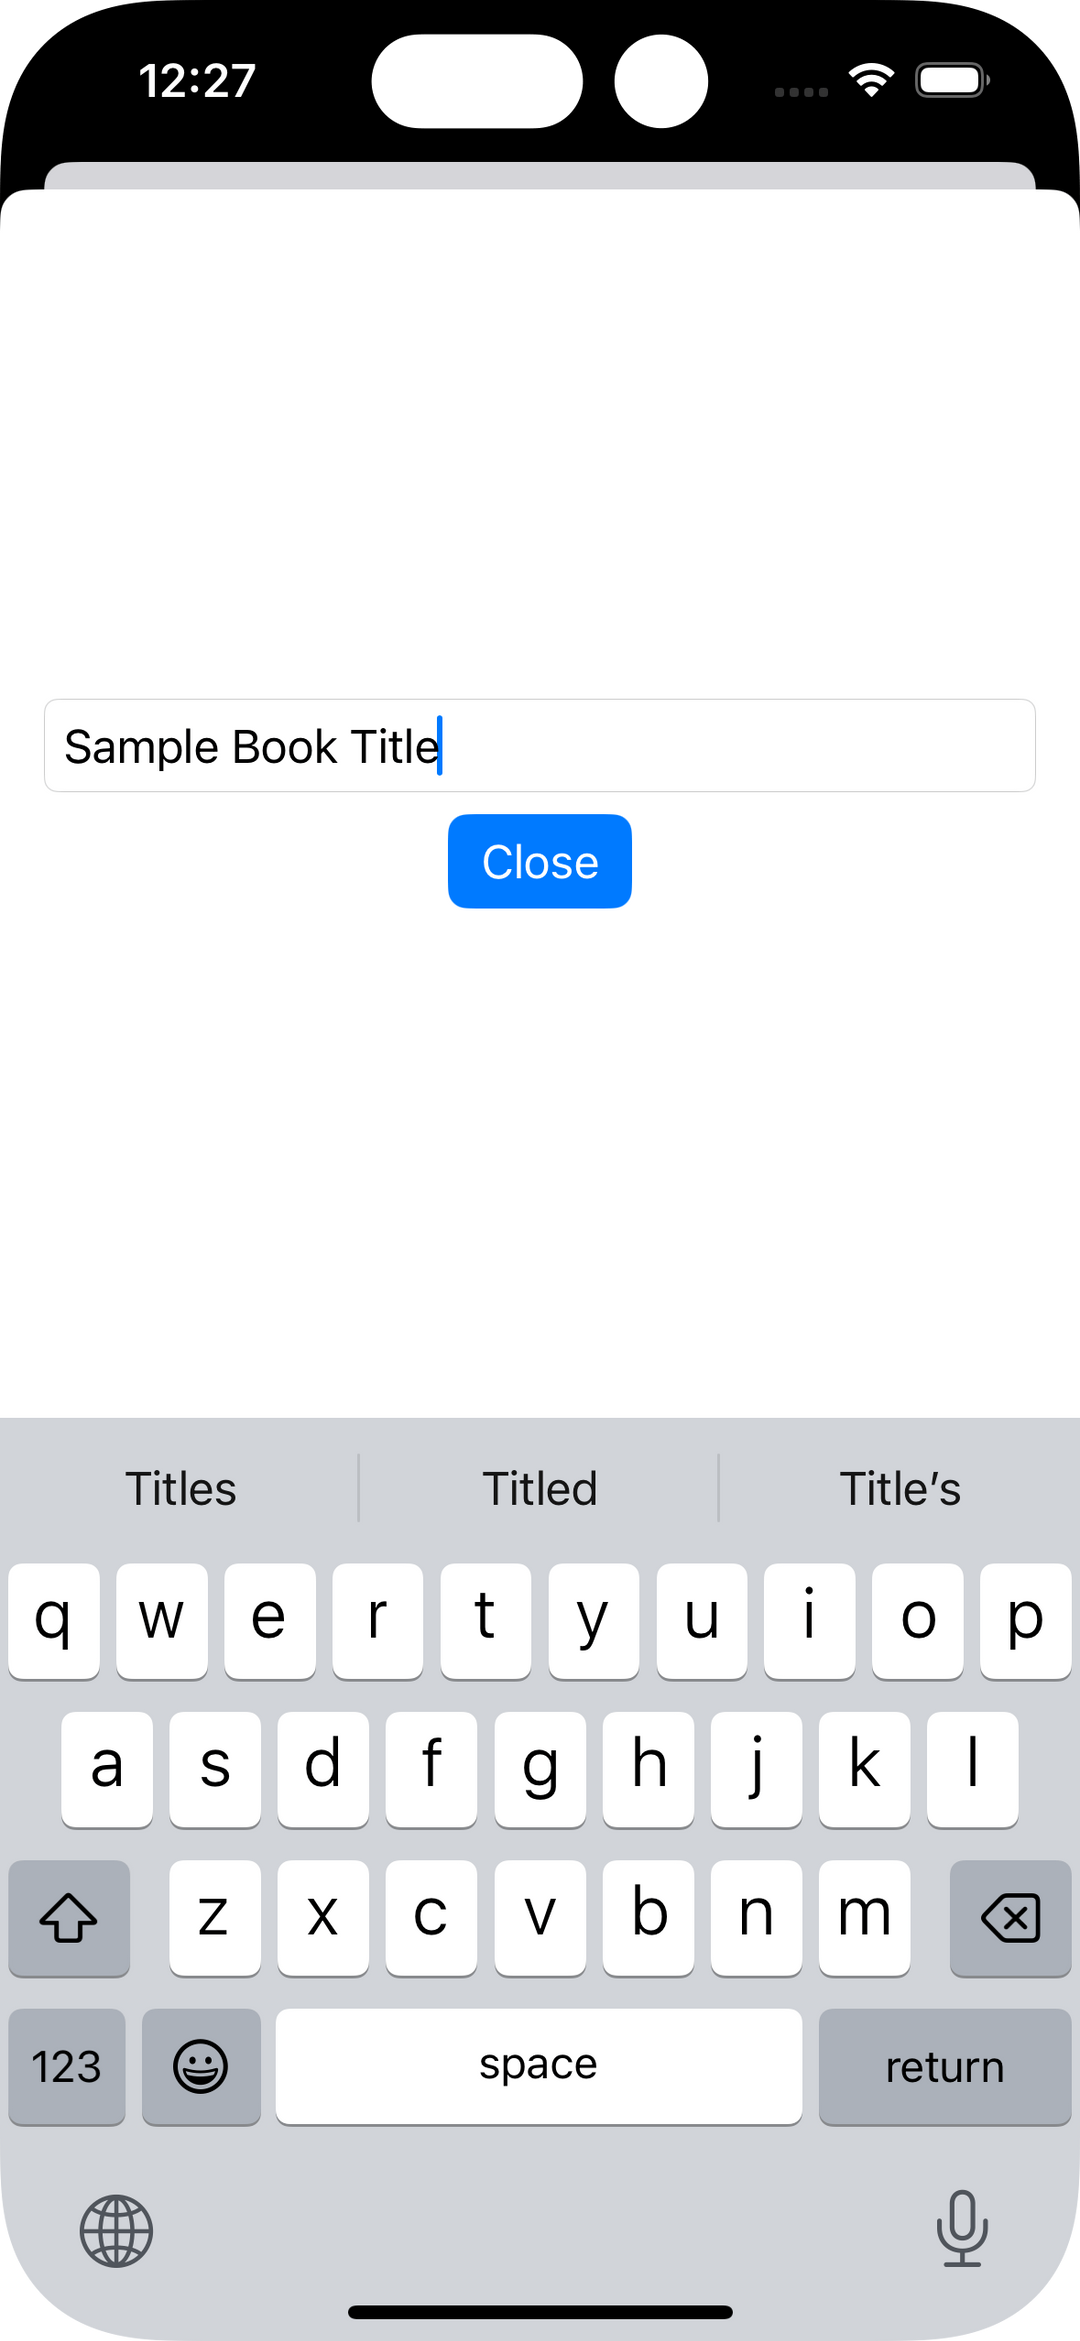 12:27
Sample Book Title
Close
Titles Titled Title’s
q w e r t y u i o p
a s d f g h j k l
z x c v b n m
123 space return